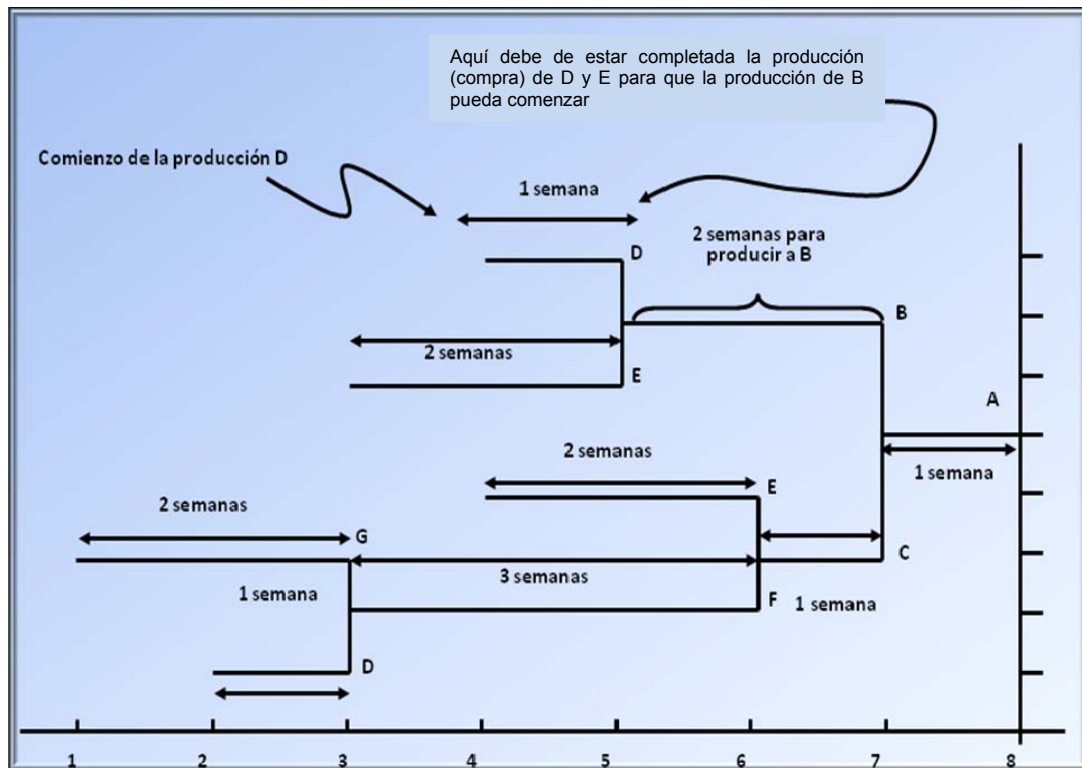 Aquí debe de estar completada la producción
(compra) de D y E para que la producción de B
pueda comenzar
Comienzo de la producción D
1 semana
2 semanas para
producir a B
D
B
2 semanas
E
A
2 semanas
1 semana
E
2 semanas
G
C
3 semanas
1 semana
F
1 semana
D
1 2 3 4 5 6 7 8